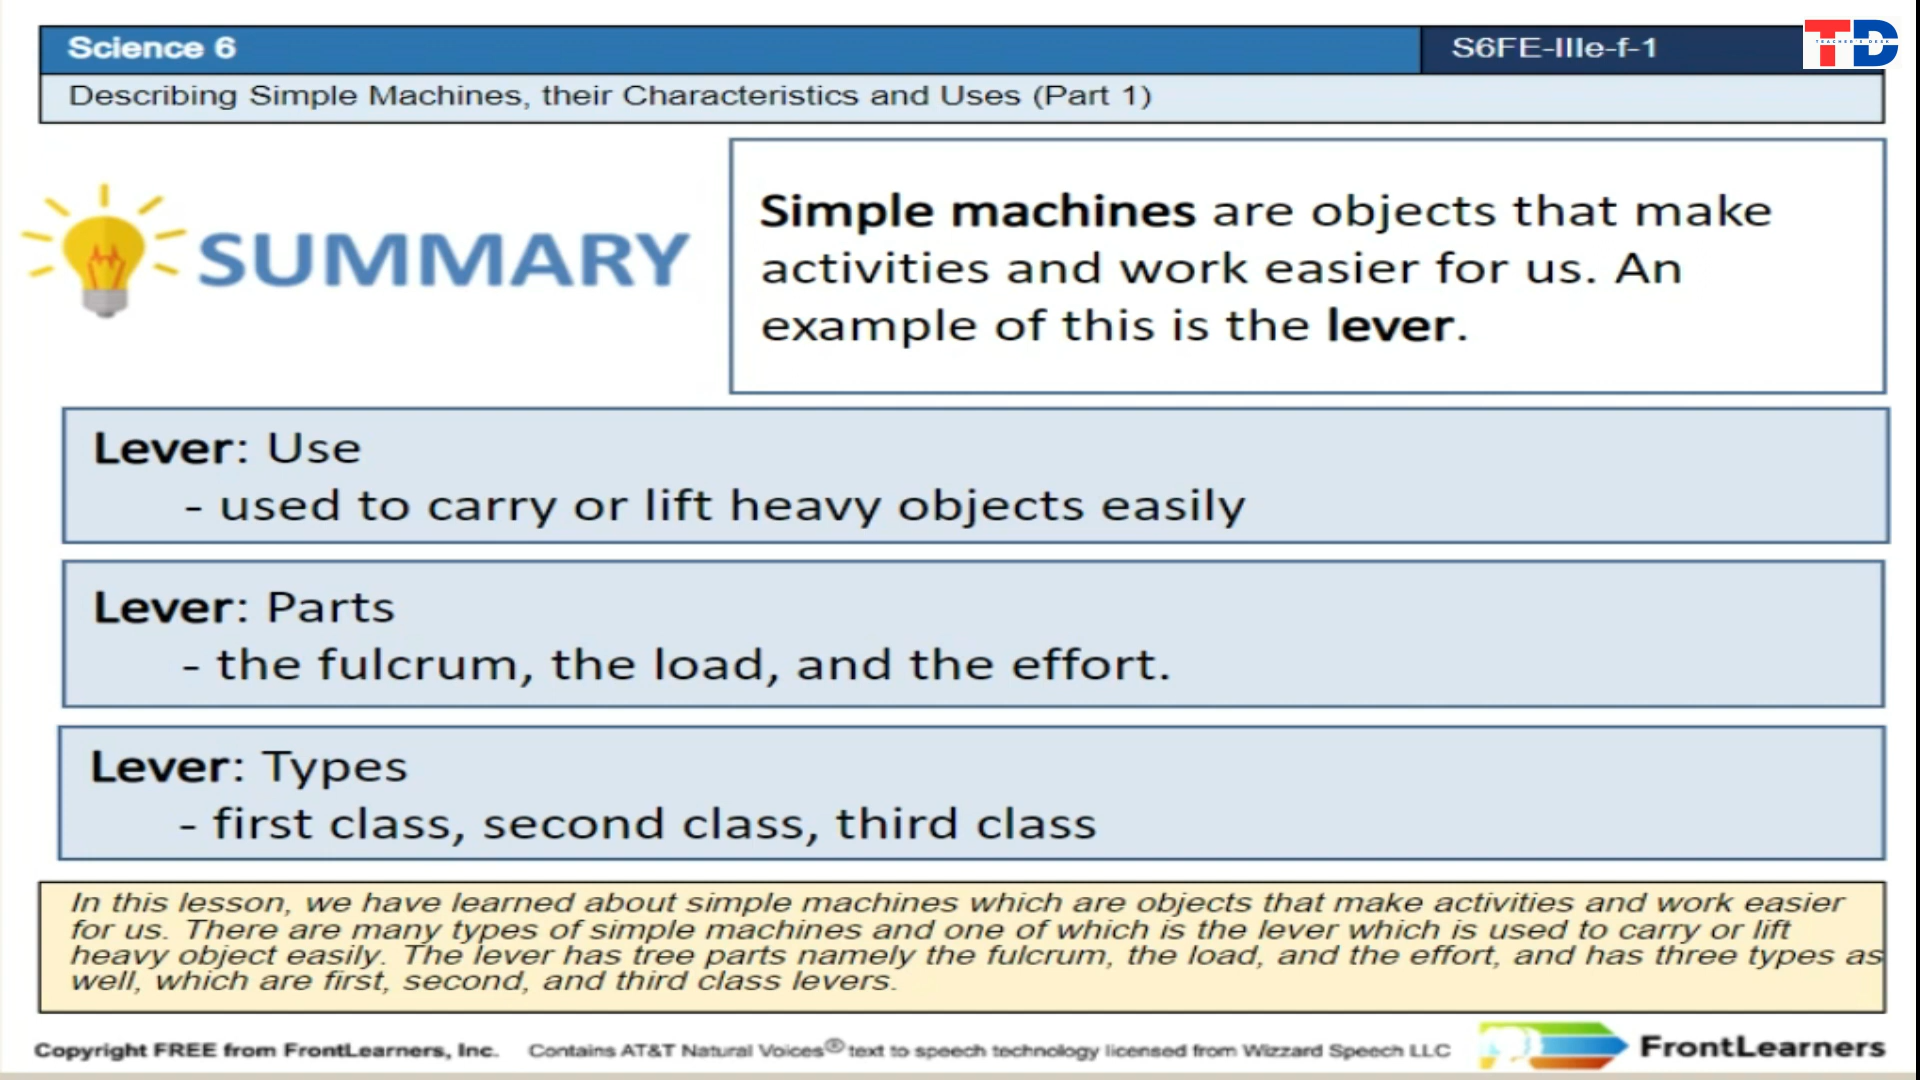 Science 6
S6FE-IIIe-f-1
TD
TEACHER'S DESK
Describing Simple Machines, their Characteristics and Uses (Part 1)
SUMMARY
Simple machines are objects that make
activities and work easier for us. An
example of this is the lever.
Lever: Use
- used to carry or lift heavy objects easily
Lever: Parts
- the fulcrum, the load, and the effort.
Lever: Types
- first class, second class, third class
In this lesson, we have learned about simple machines which are objects that make activities and work easier
for us. There are many types of simple machines and one of which is the lever which is used to carry or lift
heavy object easily. The lever has tree parts namely the fulcrum, the load, and the effort, and has three types as
well, which are first, second, and third class levers.
Copyright FREE from FrontLearners, Inc.
Contains AT&T Natural Voices® text to speech technology licensed from Wizzard Speech LLC
FrontLearners